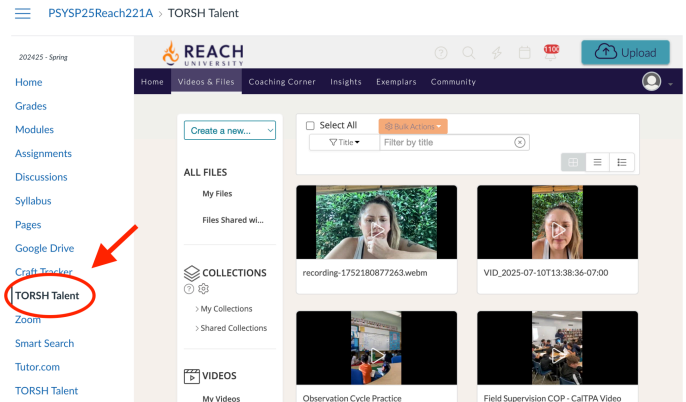 PSYSP25Reach221A > TORSH Talent
202425 - Spring
Home
Grades
Modules
Assignments
Discussions
Syllabus
Pages
Google Drive
Craft Tracker
TORSH Talent
Zoom
Smart Search
Tutor.com
TORSH Talent
REACH
UNIVERSITY
1100
Upload
Home Videos & Files Coaching Corner Insights Exemplars Community
Create a new...
ALL FILES
My Files
Files Shared wi...
COLLECTIONS
> My Collections
> Shared Collections
VIDEOS
My Videos
Select All
Bulk Actions
Title
Filter by title
recording-1752180877263.webm
VID_2025-07-10T13:38:36-07:00
Observation Cycle Practice
Field Supervision COP - CalTPA Video